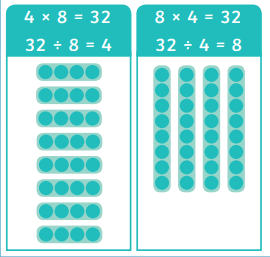 4 × 8 = 32
32 ÷ 8 = 4
8 × 4 = 32
32 ÷ 4 = 8